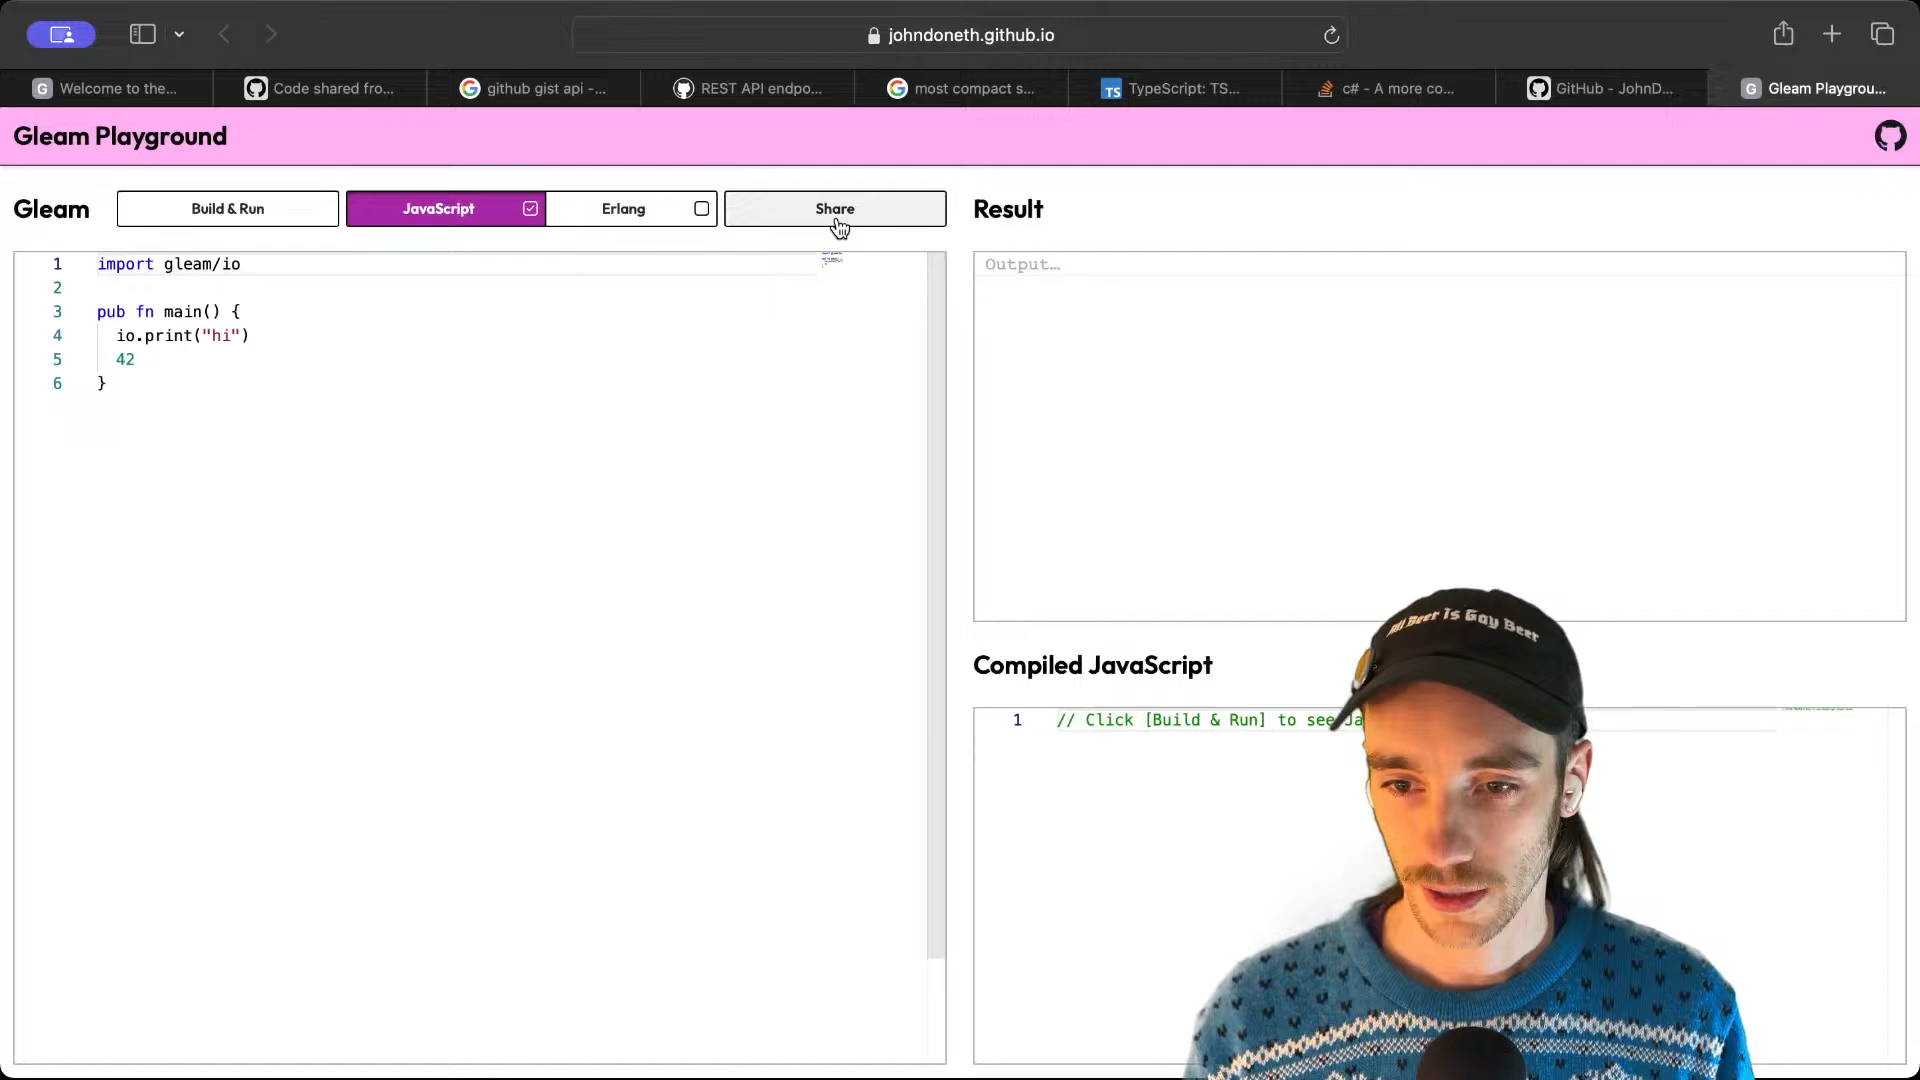 johndoneth.github.io
Welcome to the...
Code shared fro...
github gist api -...
REST API endpo...
most compact s...
TS TypeScript: TS...
c# - A more co...
GitHub - JohnD...
G Gleam Playgrou...
Gleam Playground
Gleam
Build & Run
JavaScript
Erlang
Share
Result
1 import gleam/io
2
3 pub fn main() {
4 io.print("hi")
5 42
6 }
Output…
Compiled JavaScript
1 // Click [Build & Run] to see Ja
All Beer is Gay Beer